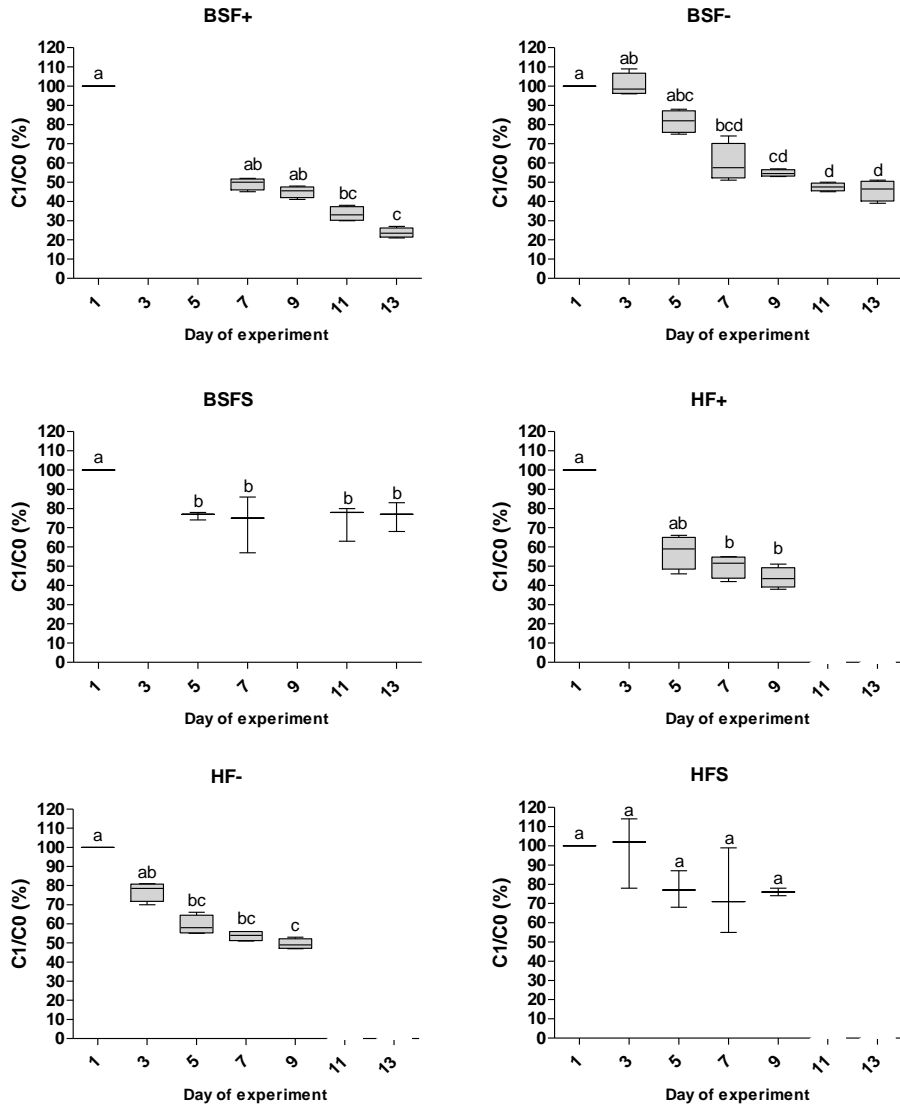 BSF+
C1/C0 (%)
120
110
100
90
80
70
60
50
40
30
20
10
0
a
ab
ab
bc
c
1
3
5
7
9
11
13
Day of experiment
BSF-
C1/C0 (%)
120
110
100
90
80
70
60
50
40
30
20
10
0
a
ab
abc
bcd
cd
d
d
1
3
5
7
9
11
13
Day of experiment
BSFS
C1/C0 (%)
120
110
100
90
80
70
60
50
40
30
20
10
0
a
b
b
b
b
1
3
5
7
9
11
13
Day of experiment
HF+
C1/C0 (%)
120
110
100
90
80
70
60
50
40
30
20
10
0
a
ab
b
b
1
3
5
7
9
11
13
Day of experiment
HF-
C1/C0 (%)
120
110
100
90
80
70
60
50
40
30
20
10
0
a
ab
bc
bc
c
1
3
5
7
9
11
13
Day of experiment
HFS
C1/C0 (%)
120
110
100
90
80
70
60
50
40
30
20
10
0
a
a
a
a
a
1
3
5
7
9
11
13
Day of experiment